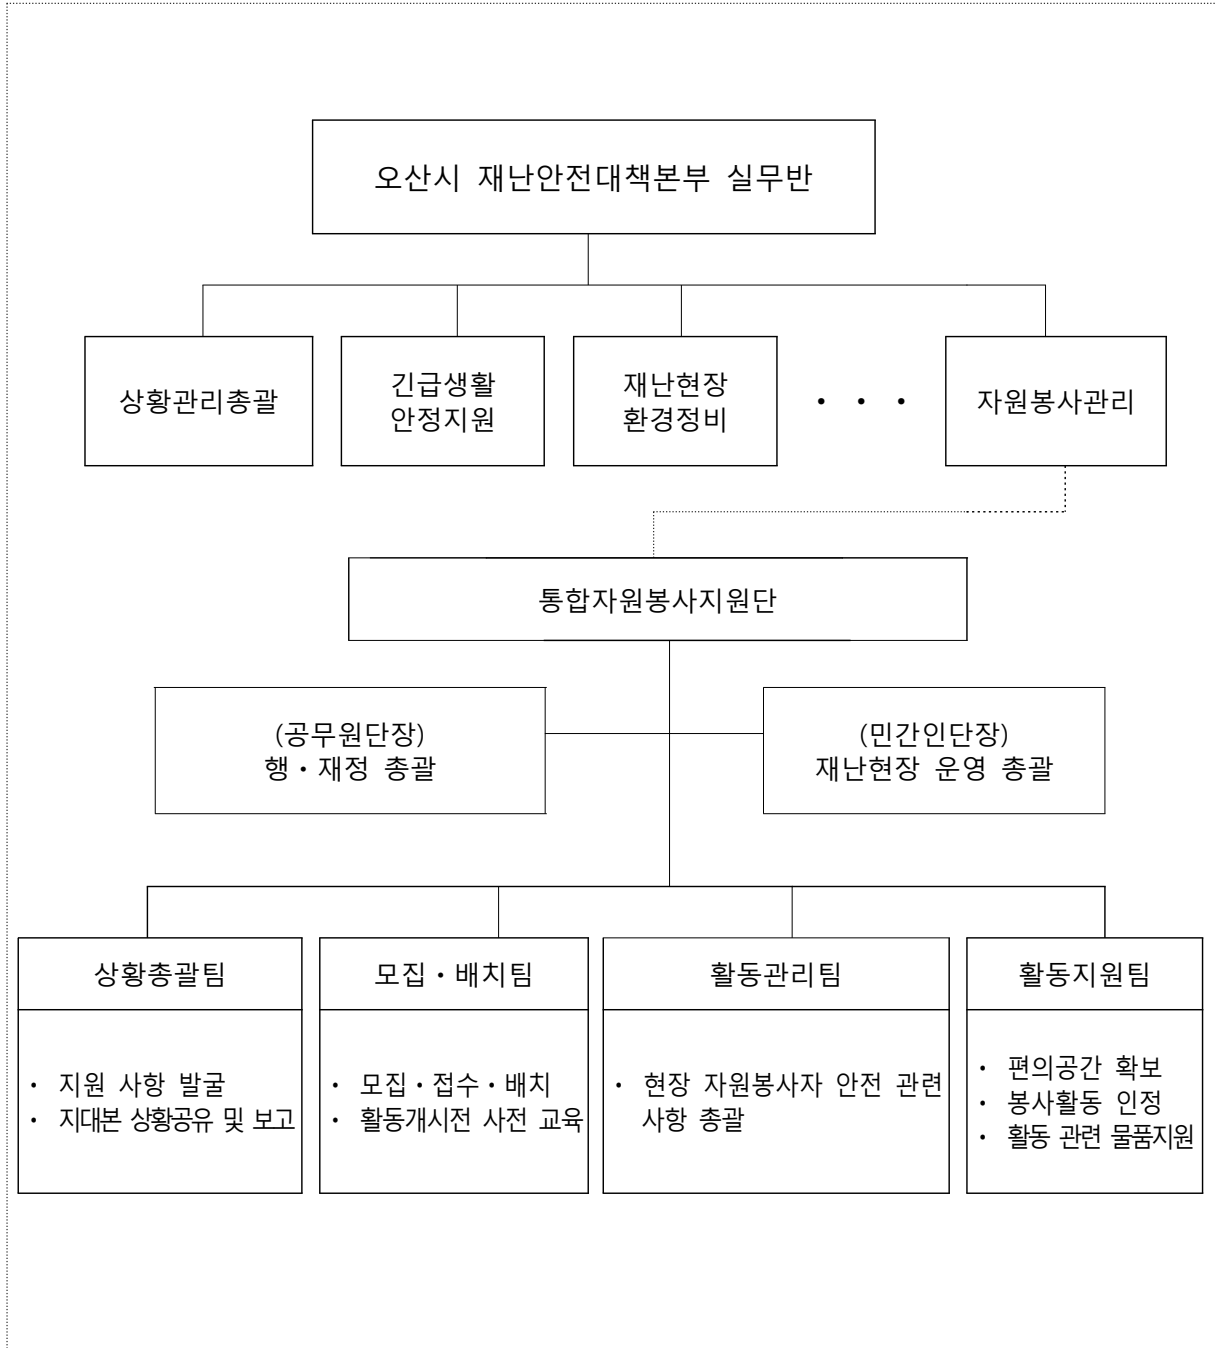 오산시 재난안전대책본부 실무반
상황관리총괄
긴급생활
안정지원
재난현장
환경정비
• • •
자원봉사관리
통합자원봉사지원단
(공무원단장)
행・재정 총괄
(민간인단장)
재난현장 운영 총괄
상황총괄팀
・ 지원 사항 발굴
・ 지대본 상황공유 및 보고
모집・배치팀
・ 모집・접수・배치
・ 활동개시전 사전 교육
활동관리팀
・ 현장 자원봉사자 안전 관련
사항 총괄
활동지원팀
・ 편의공간 확보
・ 봉사활동 인정
・ 활동 관련 물품지원